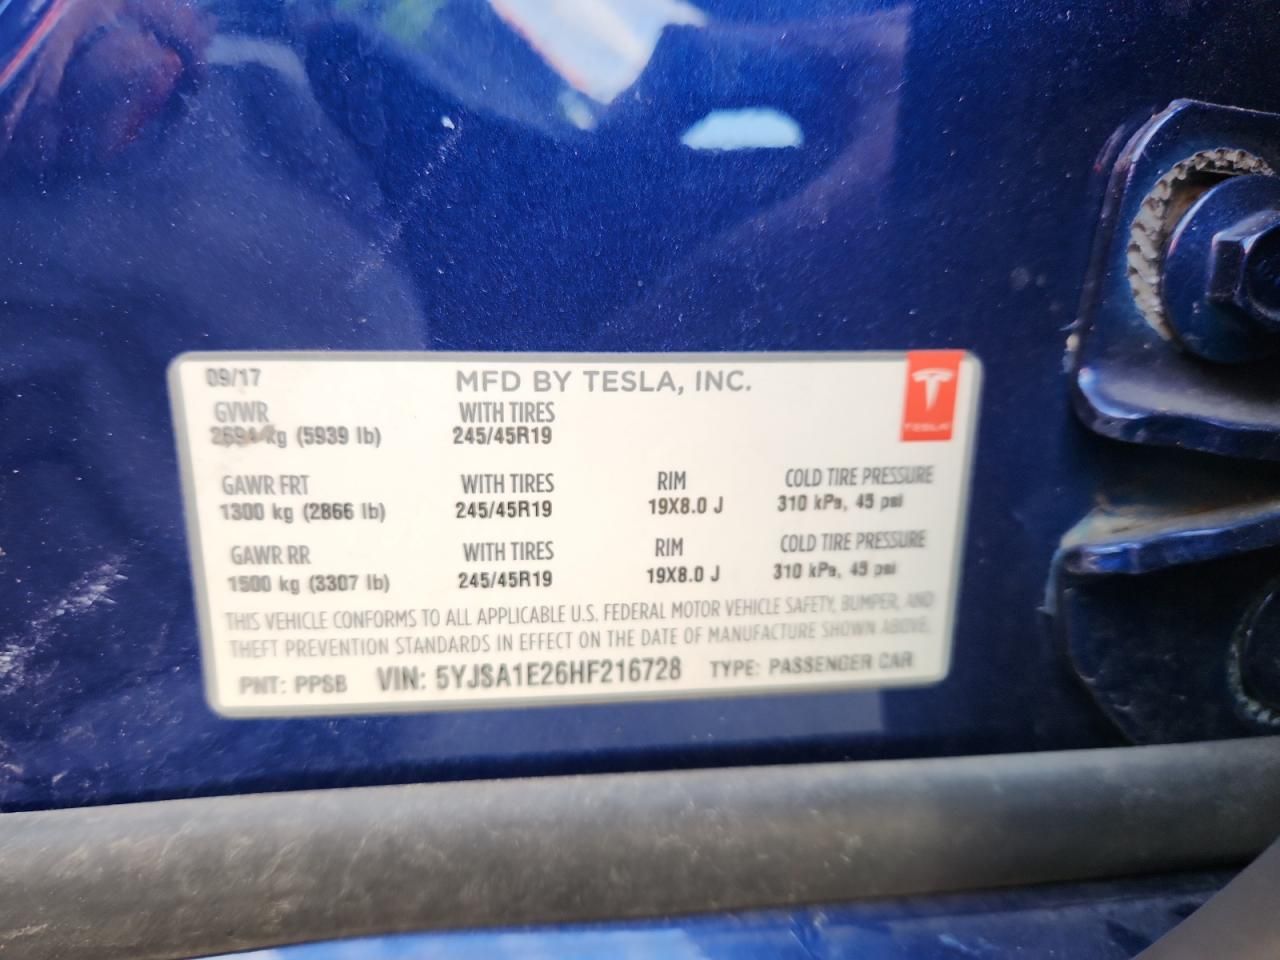 09/17 MFD BY TESLA, INC.
TESLA
GVWR WITH TIRES
2694 kg (5939 lb) 245/45R19
GAWR FRT WITH TIRES RIM COLD TIRE PRESSURE
1300 kg (2866 lb) 245/45R19 19X8.0 J 310 kPa, 45 psi
GAWR RR WITH TIRES RIM COLD TIRE PRESSURE
1500 kg (3307 lb) 245/45R19 19X8.0 J 310 kPa, 45 psi
THIS VEHICLE CONFORMS TO ALL APPLICABLE U.S. FEDERAL MOTOR VEHICLE SAFETY, BUMPER, AND
THEFT PREVENTION STANDARDS IN EFFECT ON THE DATE OF MANUFACTURE SHOWN ABOVE.
PNT: PPSB VIN: 5YJSA1E26HF216728 TYPE: PASSENGER CAR